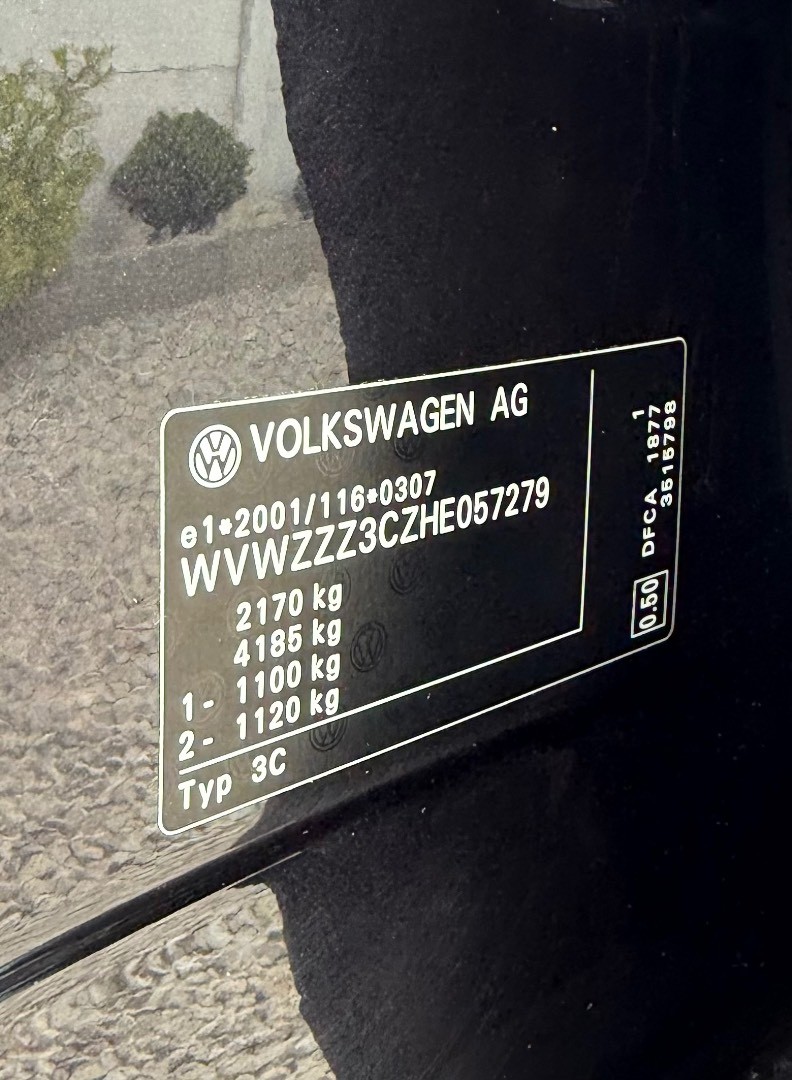 VOLKSWAGEN AG
e1*2001/116*0307
WVWZZZ3CZHE057279
2170 kg
4185 kg
1- 1100 kg
2- 1120 kg
Typ 3C
1
DFCA 1877
3515798
0.50